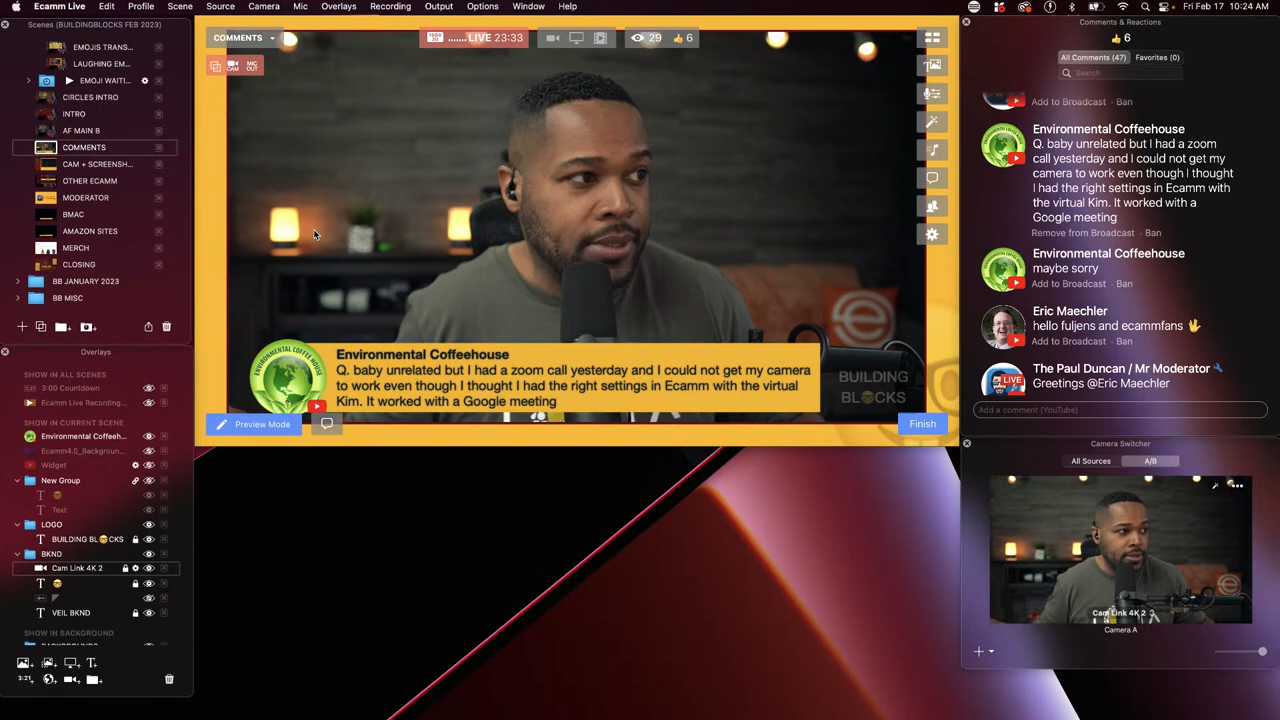 Ecamm Live Edit Profile Scene Source Camera Mic Overlays Recording Output Options Window Help
Fri Feb 17 10:24 AM
Scenes (BUILDINGBLOCKS FEB 2023)
EMOJIS TRANS...
LAUGHING EM...
EMOJI WAITI...
CIRCLES INTRO
INTRO
AF MAIN B
COMMENTS
CAM + SCREENSH...
OTHER ECAMM
MODERATOR
BMAC
AMAZON SITES
MERCH
CLOSING
BB JANUARY 2023
BB MISC
Overlays
SHOW IN ALL SCENES
3:00 Countdown
Ecamm Live Recording...
SHOW IN CURRENT SCENE
Environmental Coffeeh...
Ecamm4.0_Backgroun...
Widget
New Group
😎
Text
LOGO
BUILDING BL😎CKS
BKND
Cam Link 4K 2
😎
VEIL BKND
SHOW IN BACKGROUND
3:21+
COMMENTS
LIVE 23:33
29 👍 6
CAM
MIC OUT
ENVIRONMENTAL COFFEE HOUSE
Environmental Coffeehouse
Q. baby unrelated but I had a zoom call yesterday and I could not get my camera
to work even though I thought I had the right settings in Ecamm with the virtual
Kim. It worked with a Google meeting
BUILDING
BL😎CKS
Preview Mode
Finish
Comments & Reactions
👍 6
All Comments (47) Favorites (0)
Search
Add to Broadcast · Ban
Environmental Coffeehouse
Q. baby unrelated but I had a zoom
call yesterday and I could not get my
camera to work even though I thought
I had the right settings in Ecamm with
the virtual Kim. It worked with a
Google meeting
Remove from Broadcast · Ban
Environmental Coffeehouse
maybe sorry
Add to Broadcast · Ban
Eric Maechler
hello fuljens and ecammfans 🖖
Add to Broadcast · Ban
The Paul Duncan / Mr Moderator 🔧
LIVE
Greetings @Eric Maechler
Add a comment (YouTube)
Camera Switcher
All Sources A/B
Cam Link 4K 2
Camera A